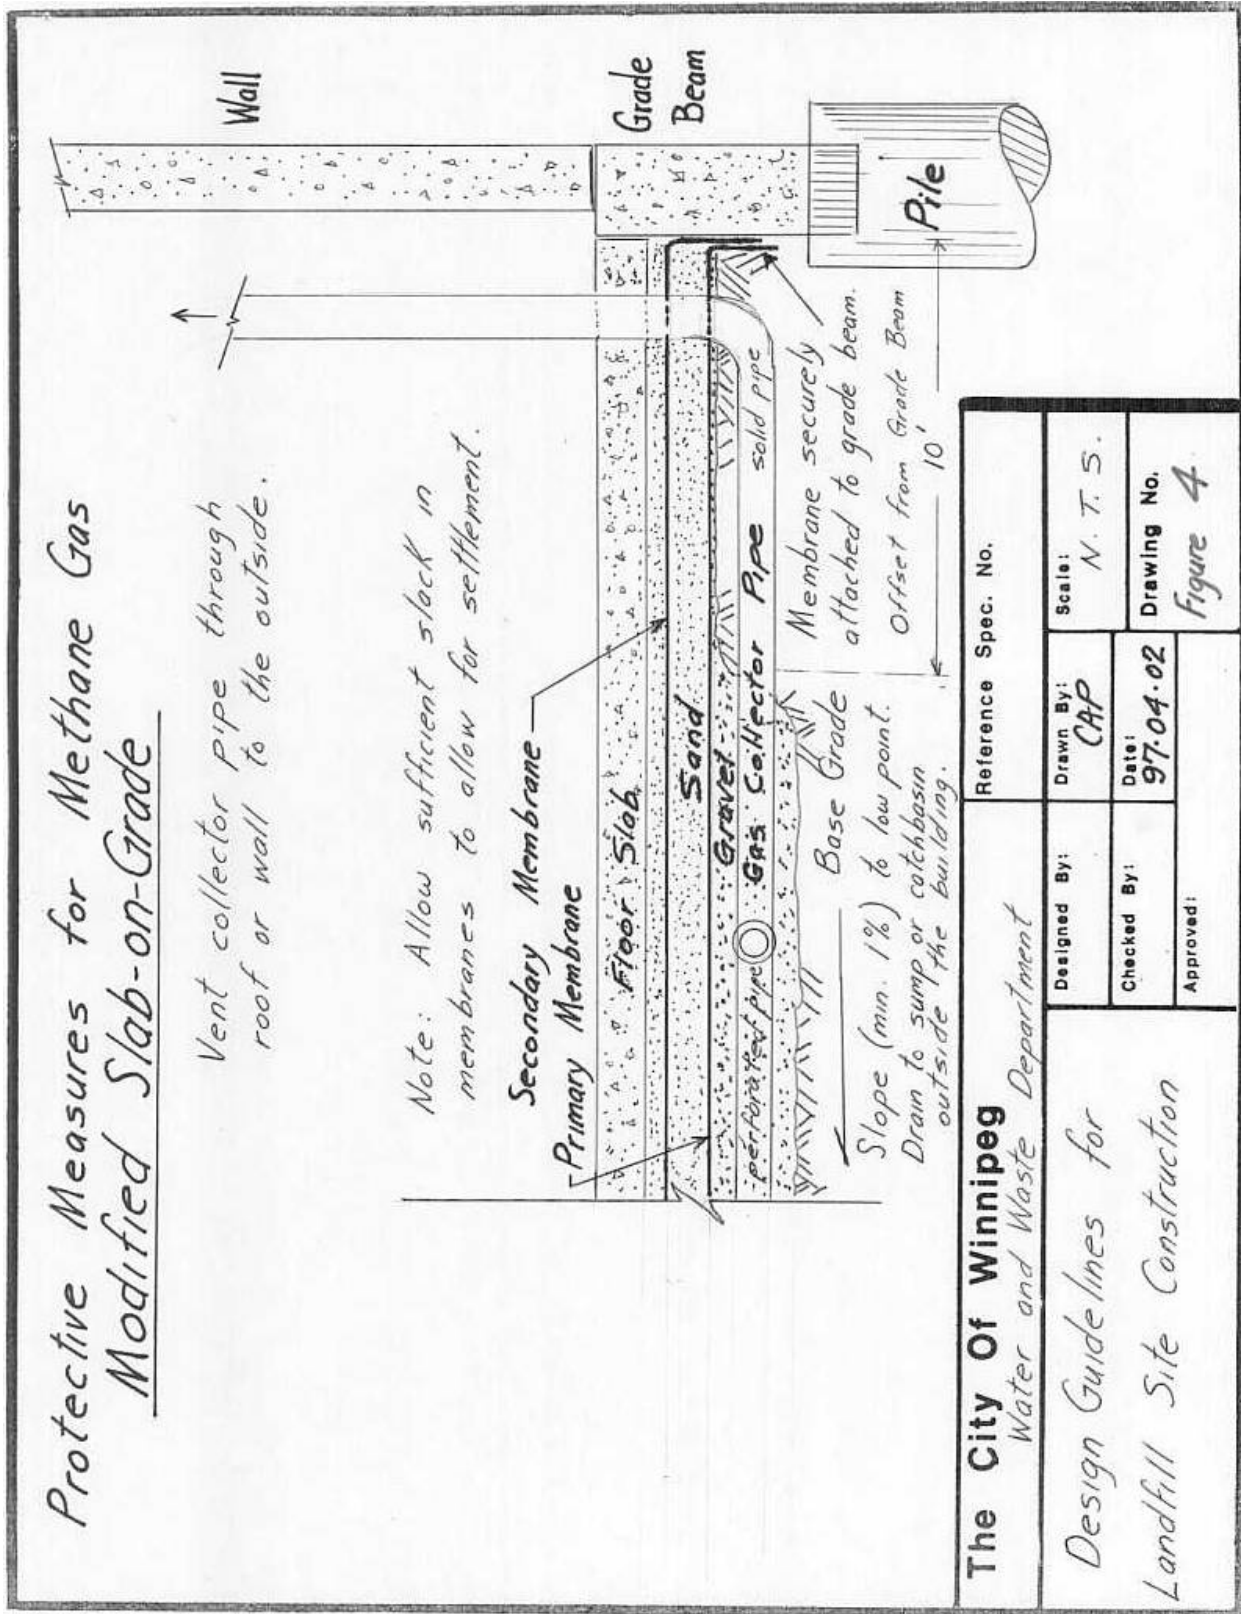 Protective Measures for Methane Gas
Modified Slab-on-Grade
Vent collector pipe through
roof or wall to the outside.
Wall
Note: Allow sufficient slack in
membranes to allow for settlement.
Secondary Membrane
Primary Membrane
Grade
Beam
Floor Slab
Sand
Gravel
Gas Collector Pipe
solid pipe
perforated pipe
Pile
Base Grade
Membrane securely
attached to grade beam.
Offset from Grade Beam
10'
Slope (min. 1%) to low point.
Drain to sump or catchbasin
outside the building.
The City Of Winnipeg
Water and Waste Department
Reference Spec. No.
Design Guidelines for
Landfill Site Construction
Designed By:
Drawn By:
CAP
Scale:
N.T.S.
Checked By:
Date:
97.04.02
Drawing No.
Figure 4
Approved: